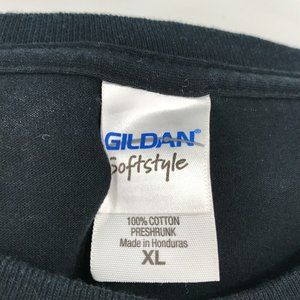 GILDAN®
Softstyle
100% COTTON
PRESHRUNK
Made in Honduras
XL